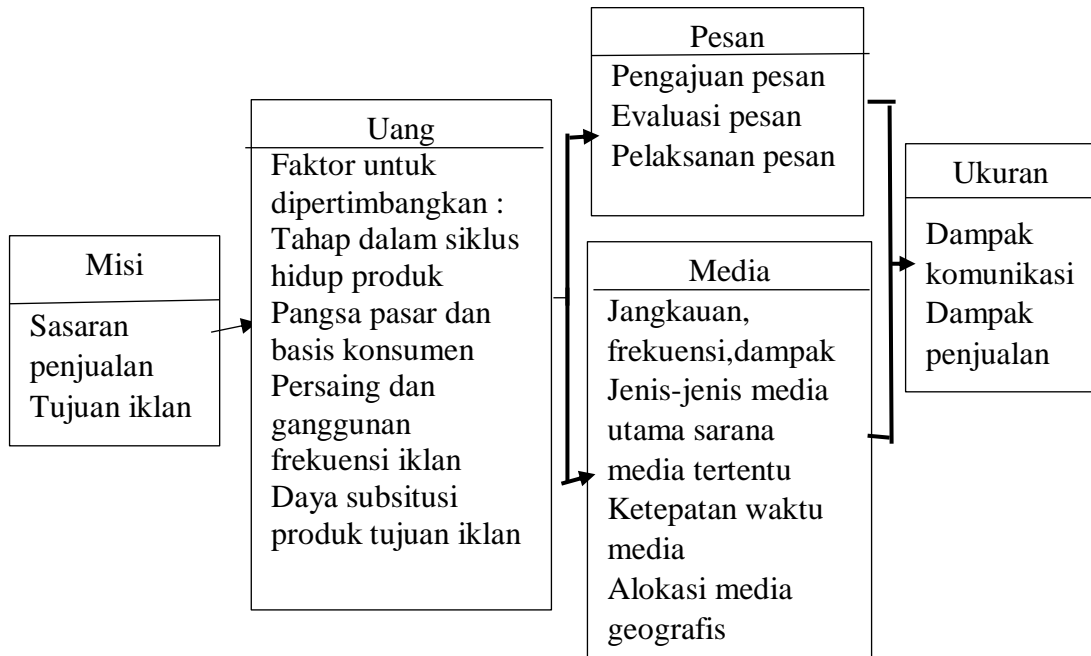 Misi
Sasaran
penjualan
Tujuan iklan
Uang
Faktor untuk
dipertimbangkan :
Tahap dalam siklus
hidup produk
Pangsa pasar dan
basis konsumen
Persaing dan
ganggunan
frekuensi iklan
Daya subsitusi
produk tujuan iklan
Pesan
Pengajuan pesan
Evaluasi pesan
Pelaksanan pesan
Media
Jangkauan,
frekuensi,dampak
Jenis-jenis media
utama sarana
media tertentu
Ketepatan waktu
media
Alokasi media
geografis
Ukuran
Dampak
komunikasi
Dampak
penjualan